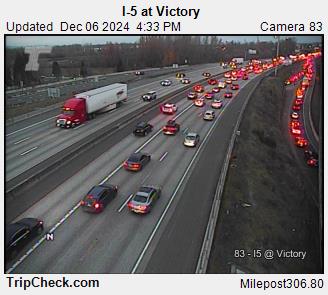 I-5 at Victory
Updated  Dec 06 2024  4:33 PM
Camera 83
N
83 - I5 @ Victory
TripCheck.com
Milepost306.80